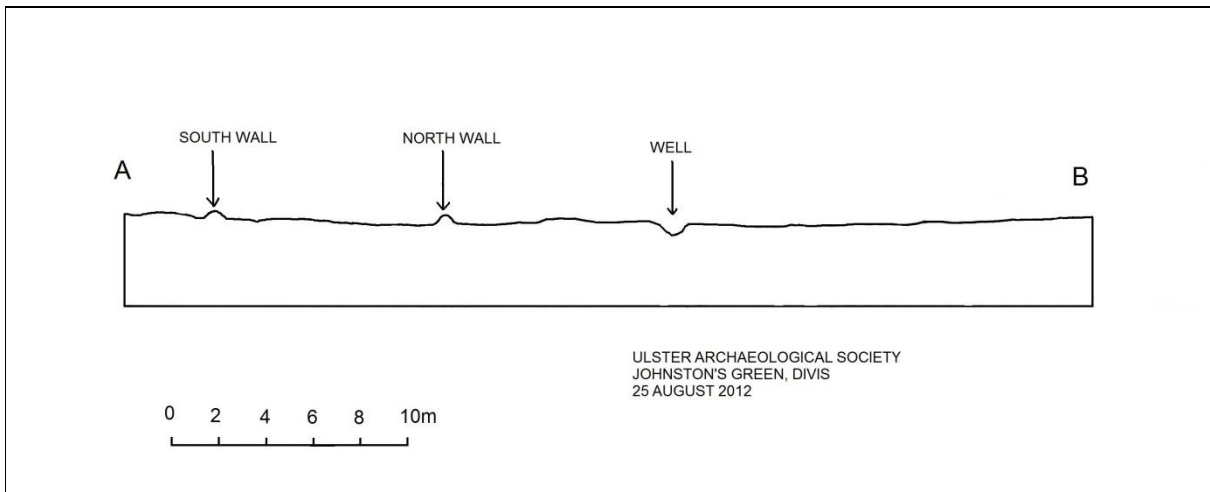 SOUTH WALL
NORTH WALL
WELL
A
B
ULSTER ARCHAEOLOGICAL SOCIETY
JOHNSTON'S GREEN, DIVIS
25 AUGUST 2012
0 2 4 6 8 10m